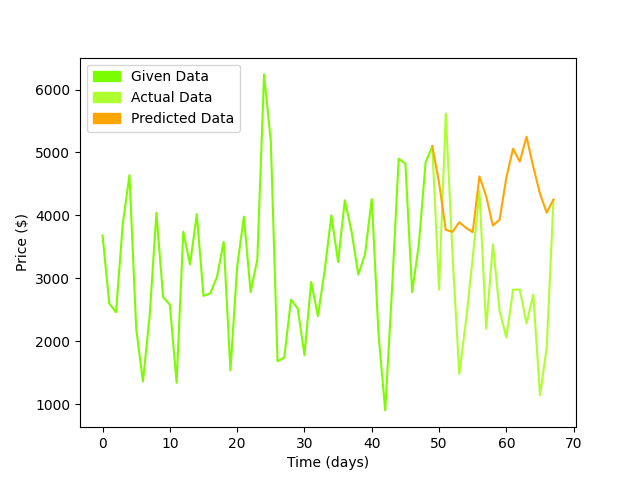 Given Data
Actual Data
Predicted Data
Price ($)
6000
5000
4000
3000
2000
1000
0 10 20 30 40 50 60 70
Time (days)